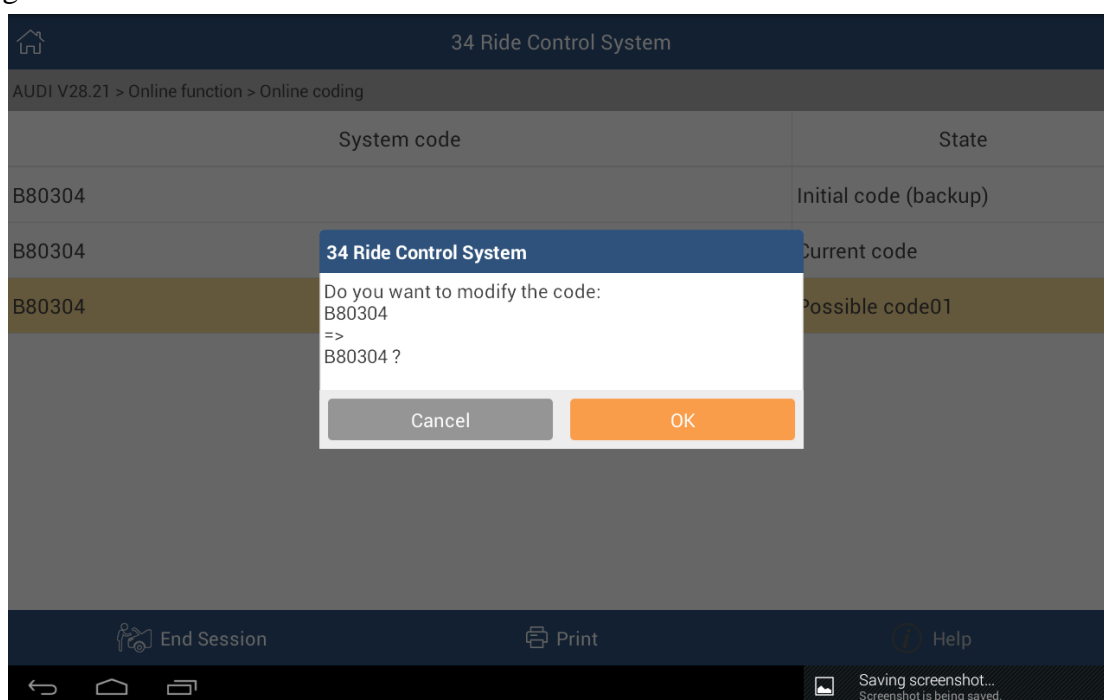 34 Ride Control System
AUDI V28.21 > Online function > Online coding
System code State
B80304 Initial code (backup)
B80304 Current code
B80304 Possible code01
34 Ride Control System
Do you want to modify the code:
B80304
=>
B80304 ?
Cancel OK
End Session Print Help
Saving screenshot...
Screenshot is being saved.